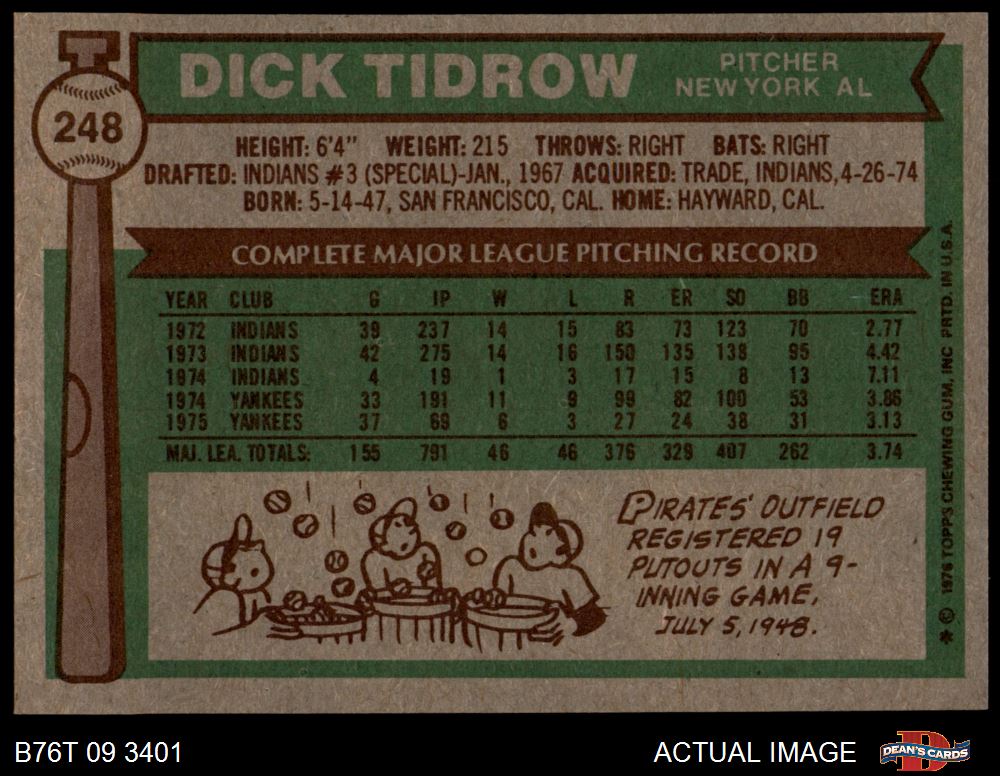 DICK TIDROW
PITCHER
NEW YORK AL
248
HEIGHT: 6'4" WEIGHT: 215 THROWS: RIGHT BATS: RIGHT
DRAFTED: INDIANS #3 (SPECIAL)-JAN., 1967 ACQUIRED: TRADE, INDIANS, 4-26-74
BORN: 5-14-47, SAN FRANCISCO, CAL. HOME: HAYWARD, CAL.
COMPLETE MAJOR LEAGUE PITCHING RECORD
YEAR CLUB G IP W L R ER SO BB ERA
1972 INDIANS 39 237 14 15 83 73 123 70 2.77
1973 INDIANS 42 275 14 16 150 135 138 95 4.42
1974 INDIANS 4 19 1 3 17 15 8 13 7.11
1974 YANKEES 33 191 11 9 99 82 100 53 3.86
1975 YANKEES 37 69 6 3 27 24 38 31 3.13
MAJ. LEA. TOTALS: 155 791 46 46 376 329 407 262 3.74
PIRATES' OUTFIELD
REGISTERED 19
PUTOUTS IN A 9-
INNING GAME,
JULY 5, 1948.
* © 1976 TOPPS CHEWING GUM, INC PRTD. IN U.S.A.
B76T 09 3401
ACTUAL IMAGE
D
DEAN'S CARDS